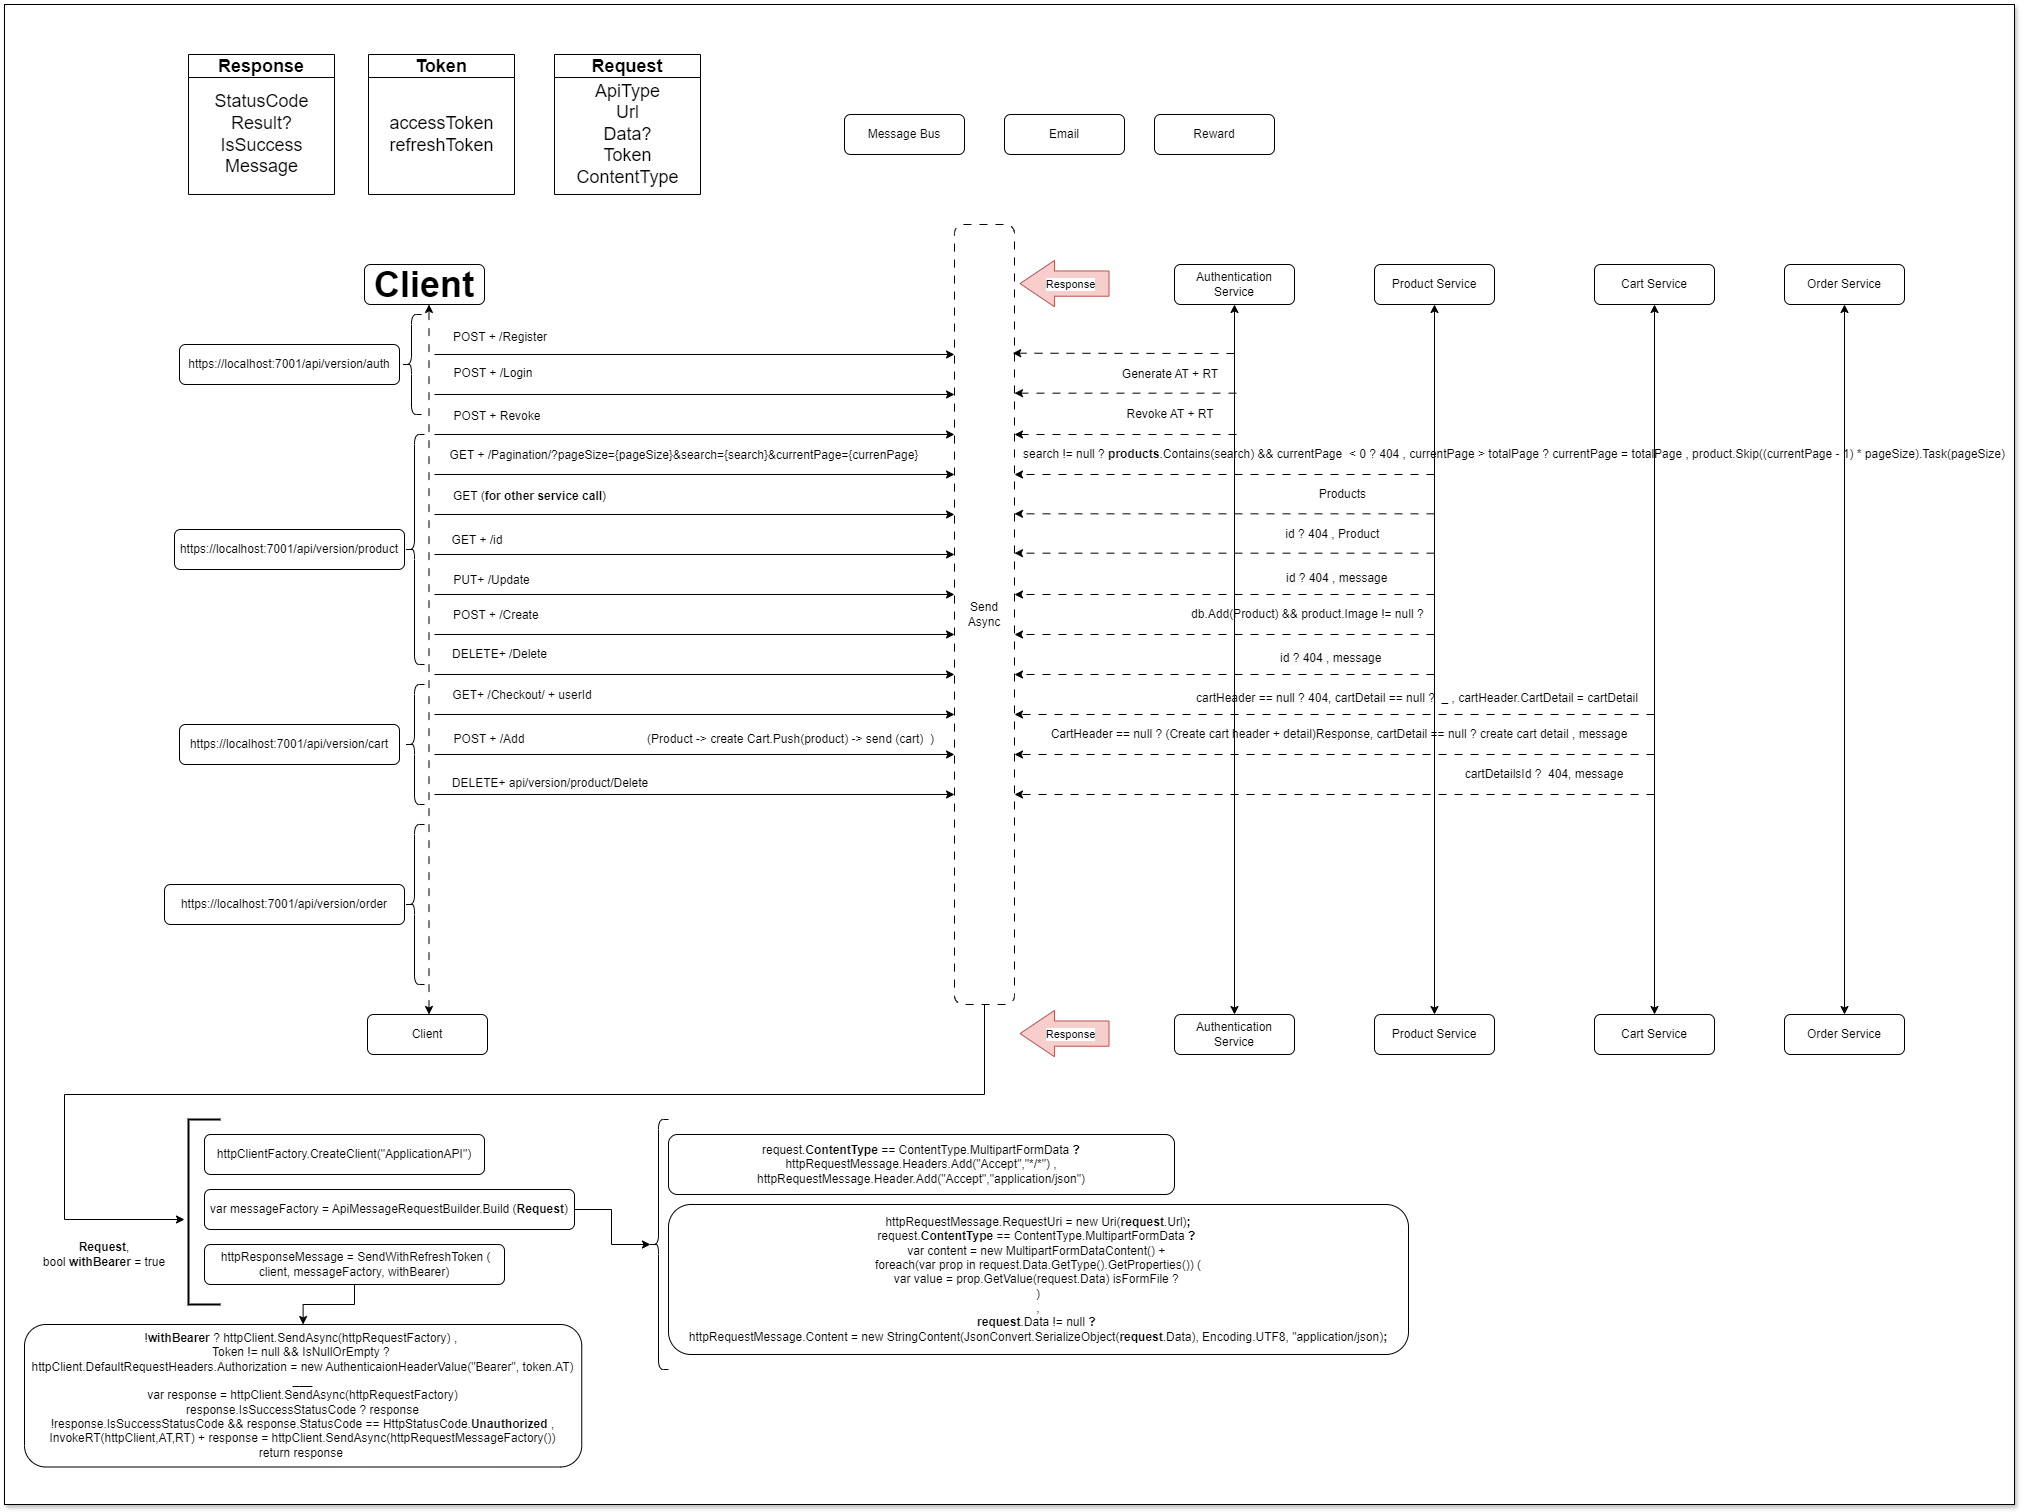 Response
StatusCode
Result?
IsSuccess
Message
Token
accessToken
refreshToken
Request
ApiType
Url
Data?
Token
ContentType
Message Bus
Email
Reward
Client
Response
Authentication
Service
Product Service
Cart Service
Order Service
https://localhost:7001/api/version/auth
POST + /Register
POST + /Login
Generate AT + RT
POST + Revoke
Revoke AT + RT
https://localhost:7001/api/version/product
GET + /Pagination/?pageSize={pageSize}&search={search}&currentPage={currenPage}
search != null ? products.Contains(search) && currentPage  < 0 ? 404 , currentPage > totalPage ? currentPage = totalPage , product.Skip((currentPage - 1) * pageSize).Task(pageSize)
GET (for other service call)
Products
GET + /id
id ? 404 , Product
PUT+ /Update
id ? 404 , message
Send
Async
POST + /Create
db.Add(Product) && product.Image != null ?
DELETE+ /Delete
id ? 404 , message
https://localhost:7001/api/version/cart
GET+ /Checkout/ + userId
cartHeader == null ? 404, cartDetail == null ?  _ , cartHeader.CartDetail = cartDetail
POST + /Add
(Product -> create Cart.Push(product) -> send (cart)  )
CartHeader == null ? (Create cart header + detail)Response, cartDetail == null ? create cart detail , message
DELETE+ api/version/product/Delete
cartDetailsId ?  404, message
https://localhost:7001/api/version/order
Client
Response
Authentication
Service
Product Service
Cart Service
Order Service
Request,
bool withBearer = true
httpClientFactory.CreateClient("ApplicationAPI")
var messageFactory = ApiMessageRequestBuilder.Build (Request)
httpResponseMessage = SendWithRefreshToken (
client, messageFactory, withBearer)
request.ContentType == ContentType.MultipartFormData ?
httpRequestMessage.Headers.Add("Accept","*/*") ,
httpRequestMessage.Header.Add("Accept","application/json")
httpRequestMessage.RequestUri = new Uri(request.Url);
request.ContentType == ContentType.MultipartFormData ?
var content = new MultipartFormDataContent() +
foreach(var prop in request.Data.GetType().GetProperties()) (
var value = prop.GetValue(request.Data) isFormFile ?
)
,
request.Data != null ?
httpRequestMessage.Content = new StringContent(JsonConvert.SerializeObject(request.Data), Encoding.UTF8, "application/json);
!withBearer ? httpClient.SendAsync(httpRequestFactory) ,
Token != null && IsNullOrEmpty ?
httpClient.DefaultRequestHeaders.Authorization = new AuthenticaionHeaderValue("Bearer", token.AT)
___
var response = httpClient.SendAsync(httpRequestFactory)
response.IsSuccessStatusCode ? response
!response.IsSuccessStatusCode && response.StatusCode == HttpStatusCode.Unauthorized ,
InvokeRT(httpClient,AT,RT) + response = httpClient.SendAsync(httpRequestMessageFactory())
return response